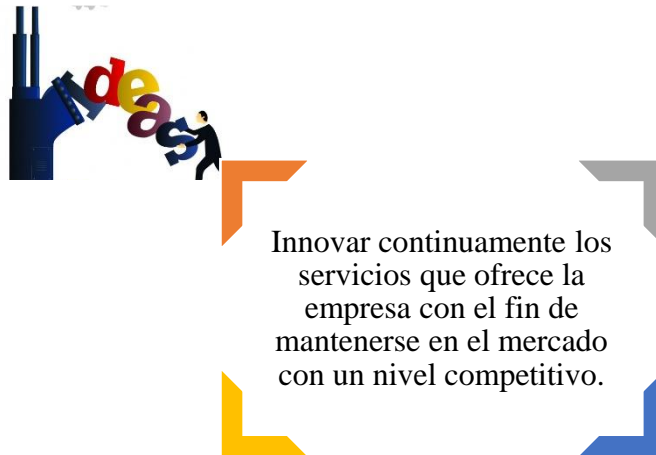 ideas
Innovar continuamente los
servicios que ofrece la
empresa con el fin de
mantenerse en el mercado
con un nivel competitivo.